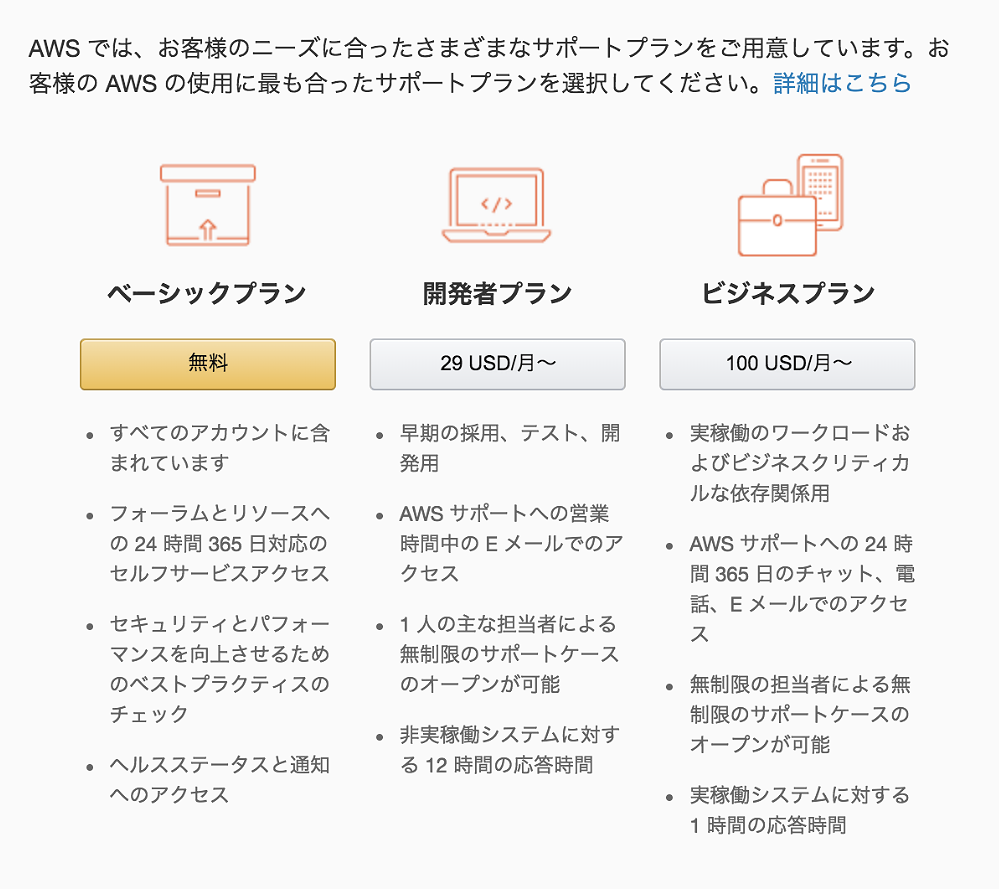 AWS では、お客様のニーズに合ったさまざまなサポートプランをご用意しています。お
客様の AWS の使用に最も合ったサポートプランを選択してください。詳細はこちら
</>
ベーシックプラン
無料
すべてのアカウントに含
まれています
フォーラムとリソースへ
の 24 時間 365 日対応の
セルフサービスアクセス
セキュリティとパフォー
マンスを向上させるため
のベストプラクティスの
チェック
ヘルスステータスと通知
へのアクセス
開発者プラン
29 USD/月～
早期の採用、テスト、開
発用
AWS サポートへの営業
時間中の E メールでのア
クセス
1 人の主な担当者による
無制限のサポートケース
のオープンが可能
非実稼働システムに対す
る 12 時間の応答時間
ビジネスプラン
100 USD/月～
実稼働のワークロードお
よびビジネスクリティカ
ルな依存関係用
AWS サポートへの 24 時
間 365 日のチャット、電
話、E メールでのアクセ
ス
無制限の担当者による無
制限のサポートケースの
オープンが可能
実稼働システムに対する
1 時間の応答時間